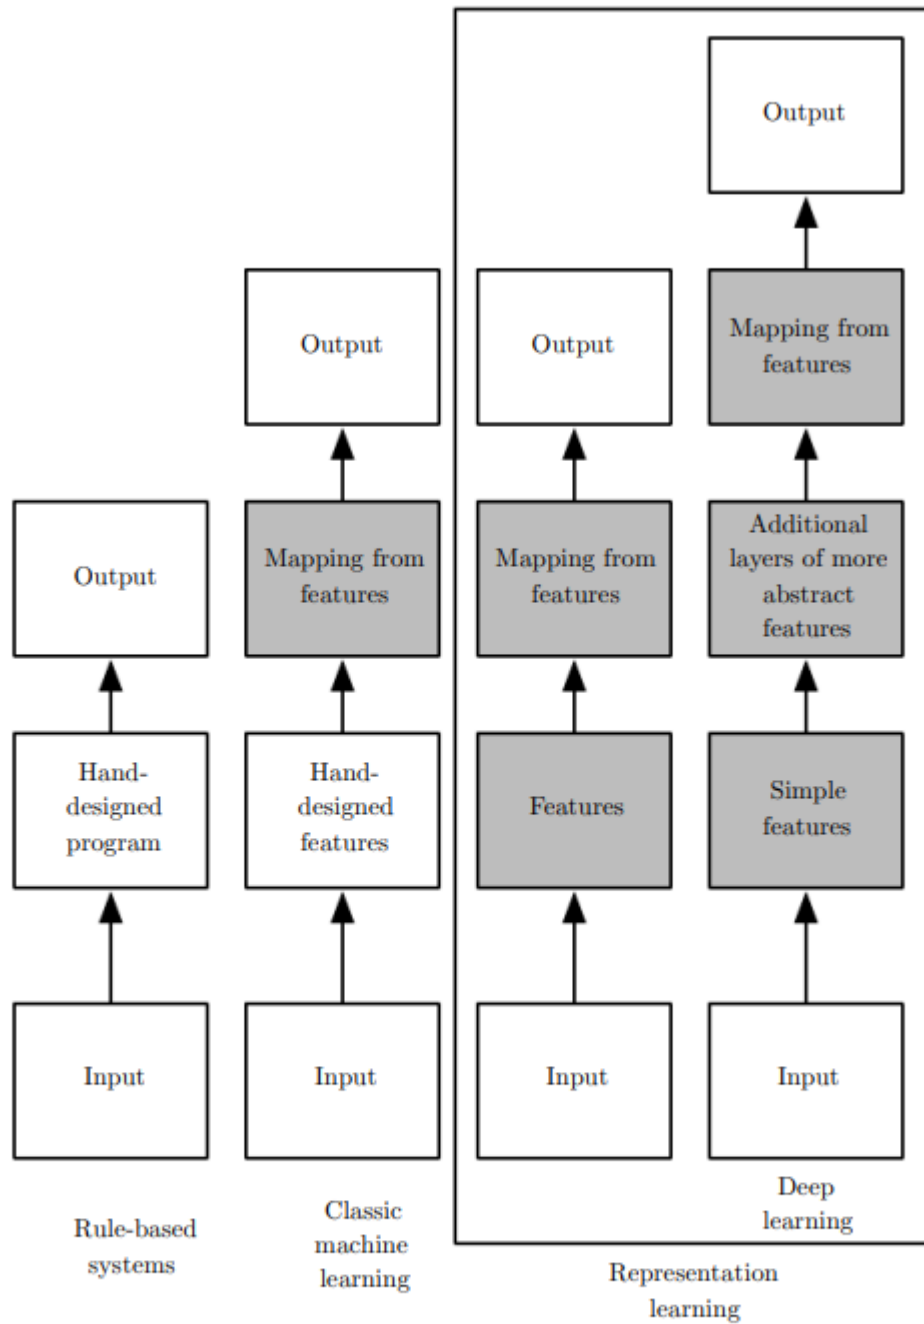 Output
Output
Output
Mapping from
features
Output
Mapping from
features
Mapping from
features
Additional
layers of more
abstract
features
Hand-
designed
program
Hand-
designed
features
Features
Simple
features
Input
Input
Input
Input
Rule-based
systems
Classic
machine
learning
Deep
learning
Representation
learning